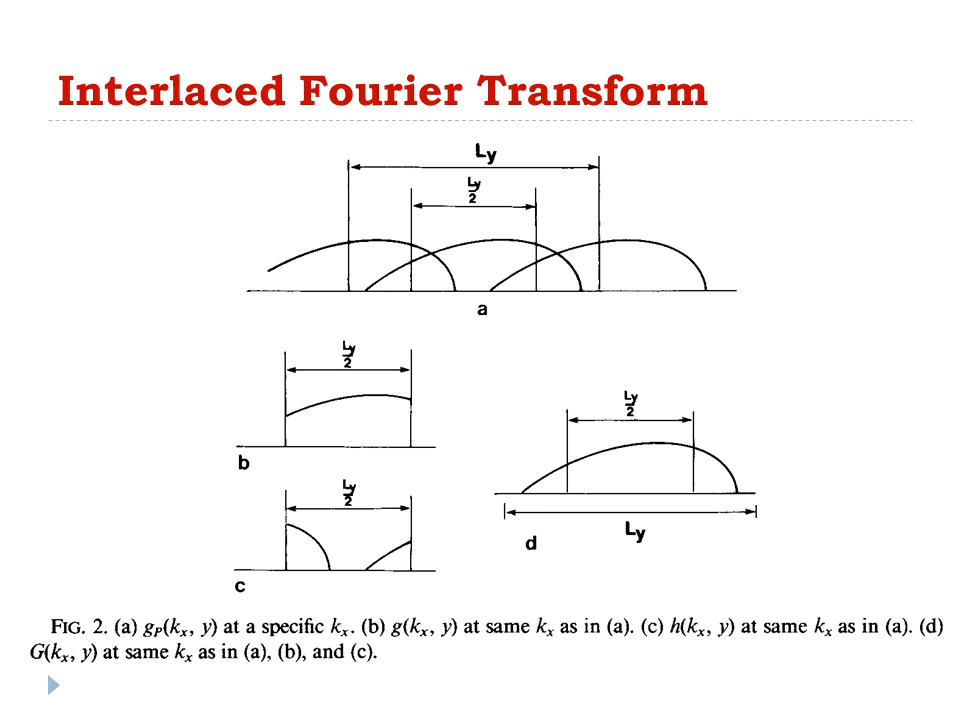 Interlaced Fourier Transform
Ly
Ly
2
a
Ly
2
b
Ly
2
c
Ly
2
Ly
d
FIG. 2. (a) gP(kx, y) at a specific kx. (b) g(kx, y) at same kx as in (a). (c) h(kx, y) at same kx as in (a). (d)
G(kx, y) at same kx as in (a), (b), and (c).